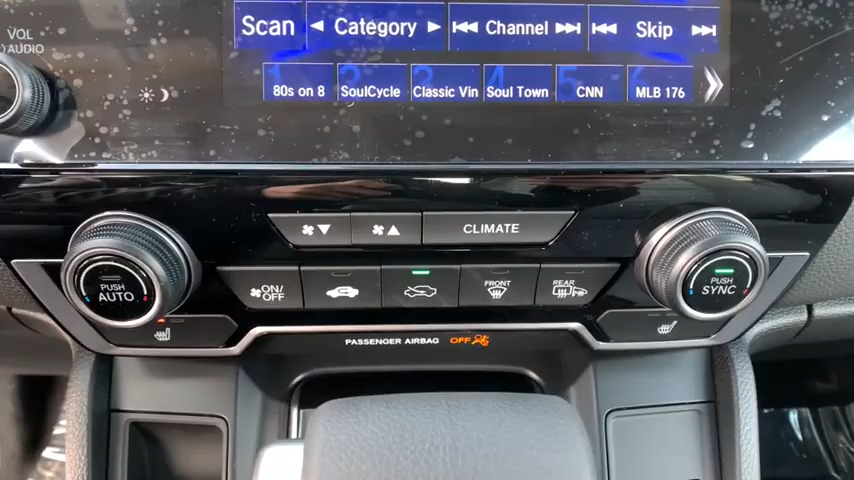 VOL
AUDIO
Scan
Category
Channel
Skip
1 2 3 4 5 6
80s on 8 SoulCycle Classic Vin Soul Town CNN MLB 176
CLIMATE
PUSH
AUTO
ON/
OFF
FRONT
REAR
PUSH
SYNC
PASSENGER AIRBAG OFF